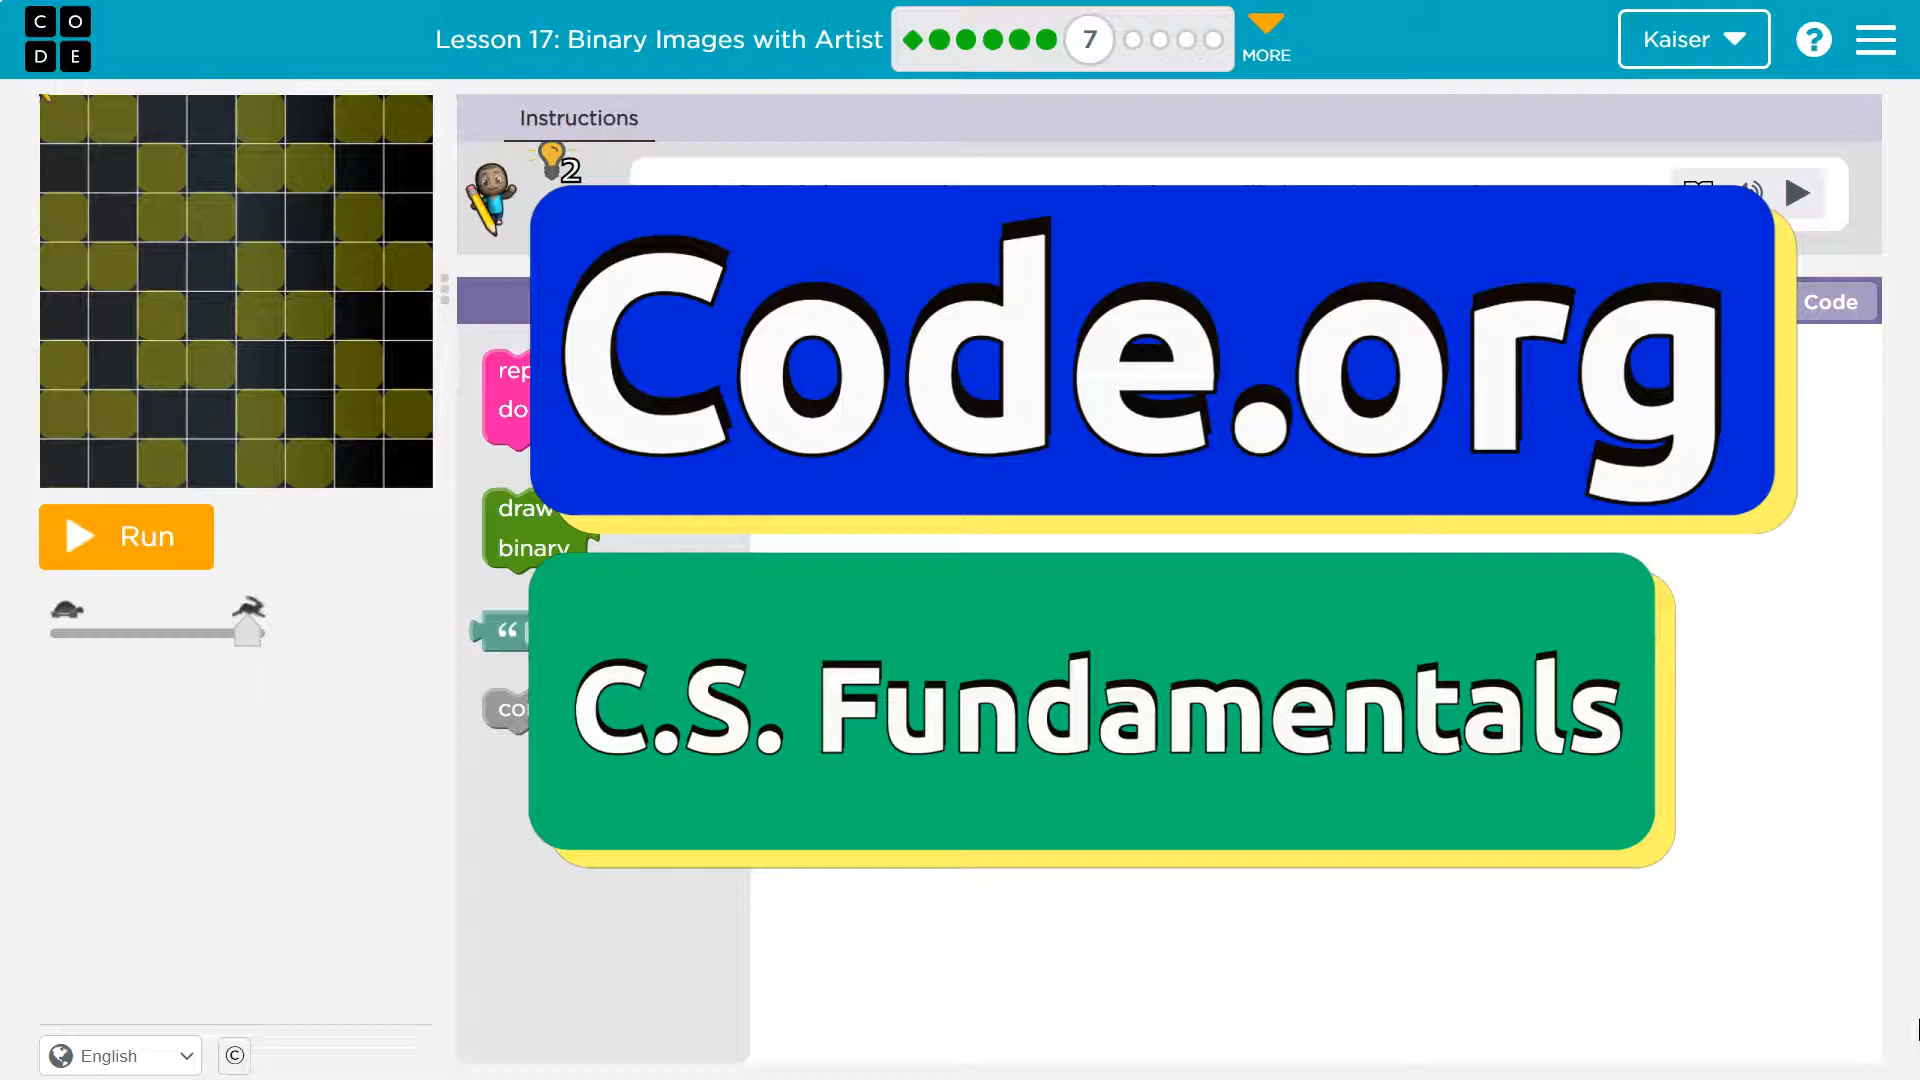 C O
D E
Lesson 17: Binary Images with Artist
7
MORE
Kaiser
?
Instructions
2
Code
Code.org
do
draw
binary
Run
“
C.S. Fundamentals
English
©